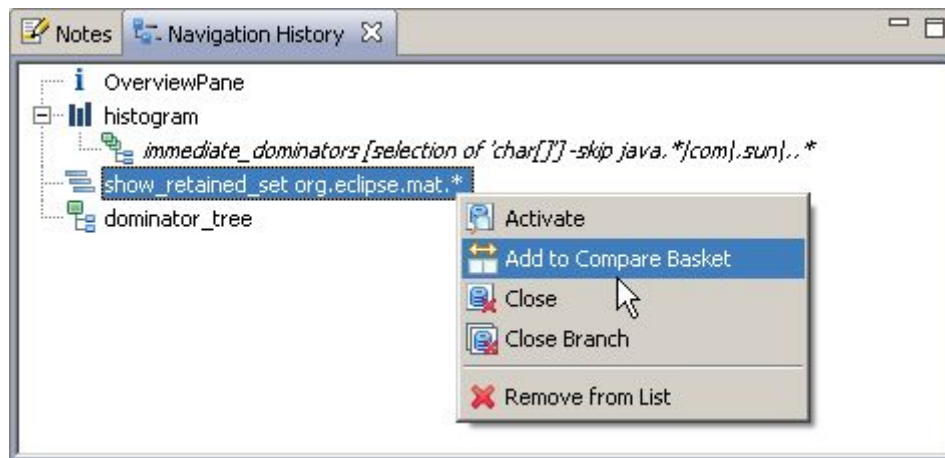 Notes
Navigation History
OverviewPane
histogram
immediate_dominators [selection of 'char[]'] -skip java.*|com\.sun\..*
show_retained_set org.eclipse.mat.*
dominator_tree
Activate
Add to Compare Basket
Close
Close Branch
Remove from List